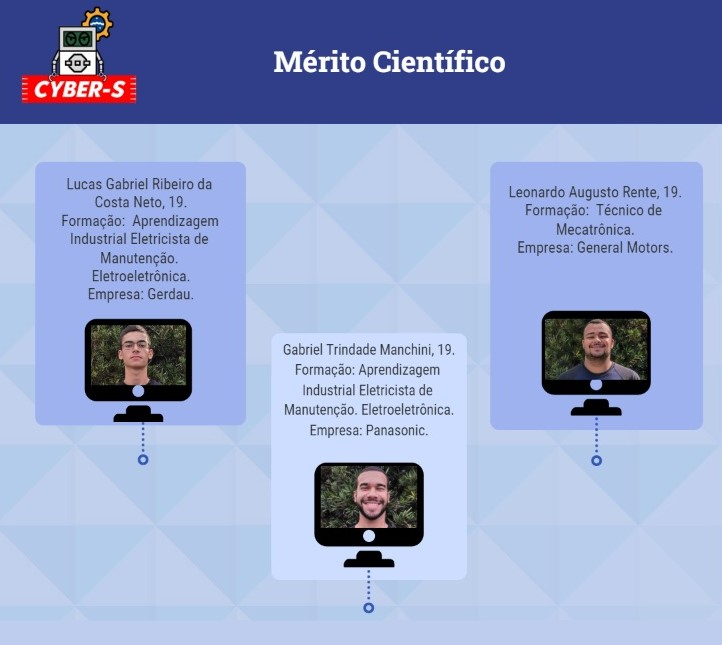 CYBER-S
Mérito Científico
Lucas Gabriel Ribeiro da
Costa Neto, 19.
Formação: Aprendizagem
Industrial Eletricista de
Manutenção.
Eletroeletrônica.
Empresa: Gerdau.
Gabriel Trindade Manchini, 19.
Formação: Aprendizagem
Industrial Eletricista de
Manutenção. Eletroeletrônica.
Empresa: Panasonic.
Leonardo Augusto Rente, 19.
Formação: Técnico de
Mecatrônica.
Empresa: General Motors.